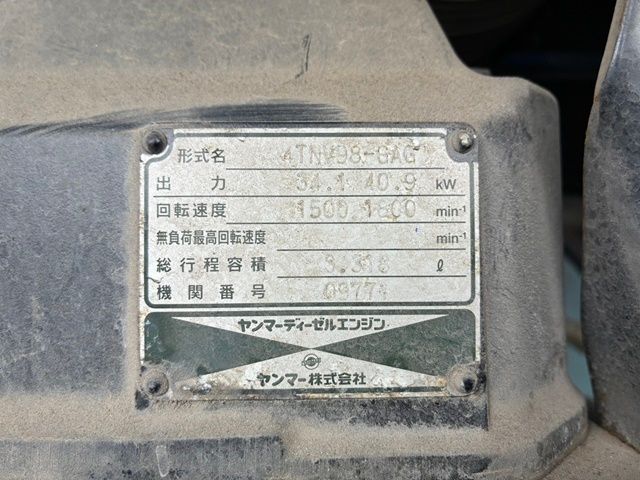 形式名 4TNV98-GAG
出力 34.1 40.9 kW
回転速度 1500 1800 min-1
無負荷最高回転速度 min-1
総行程容積 3.318 ℓ
機関番号
ヤンマーディーゼルエンジン
ヤンマー株式会社